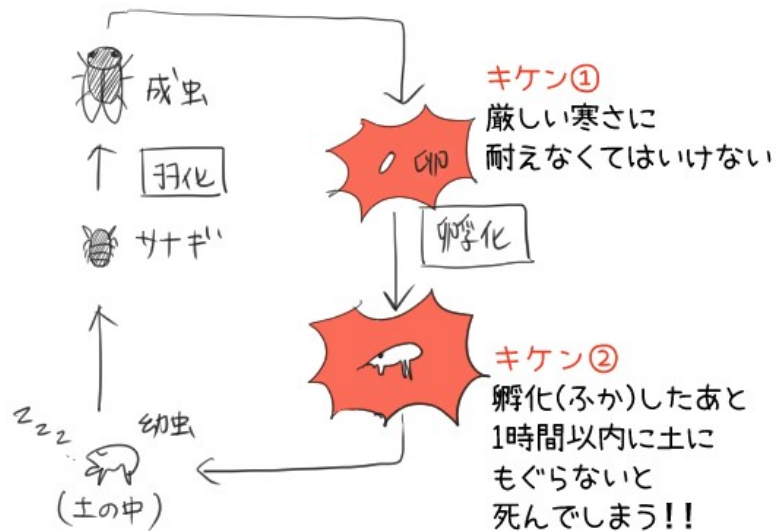 成虫
羽化
サナギ
zzz
幼虫
(土の中)
卵
孵化
キケン①
厳しい寒さに
耐えなくてはいけない
キケン②
孵化(ふか)したあと
1時間以内に土に
もぐらないと
死んでしまう!!